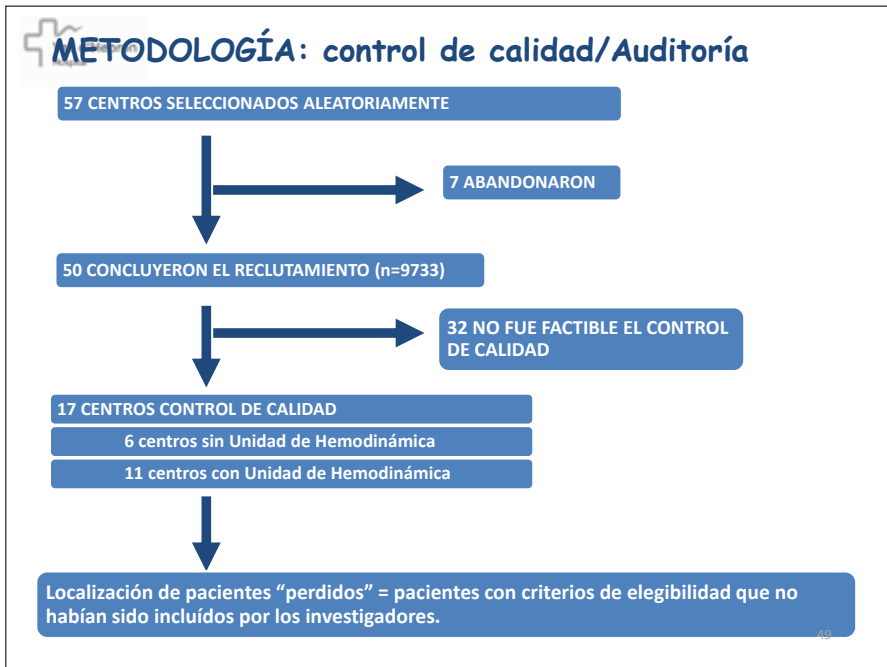 METODOLOGÍA: control de calidad/Auditoría
57 CENTROS SELECCIONADOS ALEATORIAMENTE
7 ABANDONARON
50 CONCLUYERON EL RECLUTAMIENTO (n=9733)
32 NO FUE FACTIBLE EL CONTROL
DE CALIDAD
17 CENTROS CONTROL DE CALIDAD
6 centros sin Unidad de Hemodinámica
11 centros con Unidad de Hemodinámica
Localización de pacientes “perdidos” = pacientes con criterios de elegibilidad que no
habían sido incluídos por los investigadores.
49